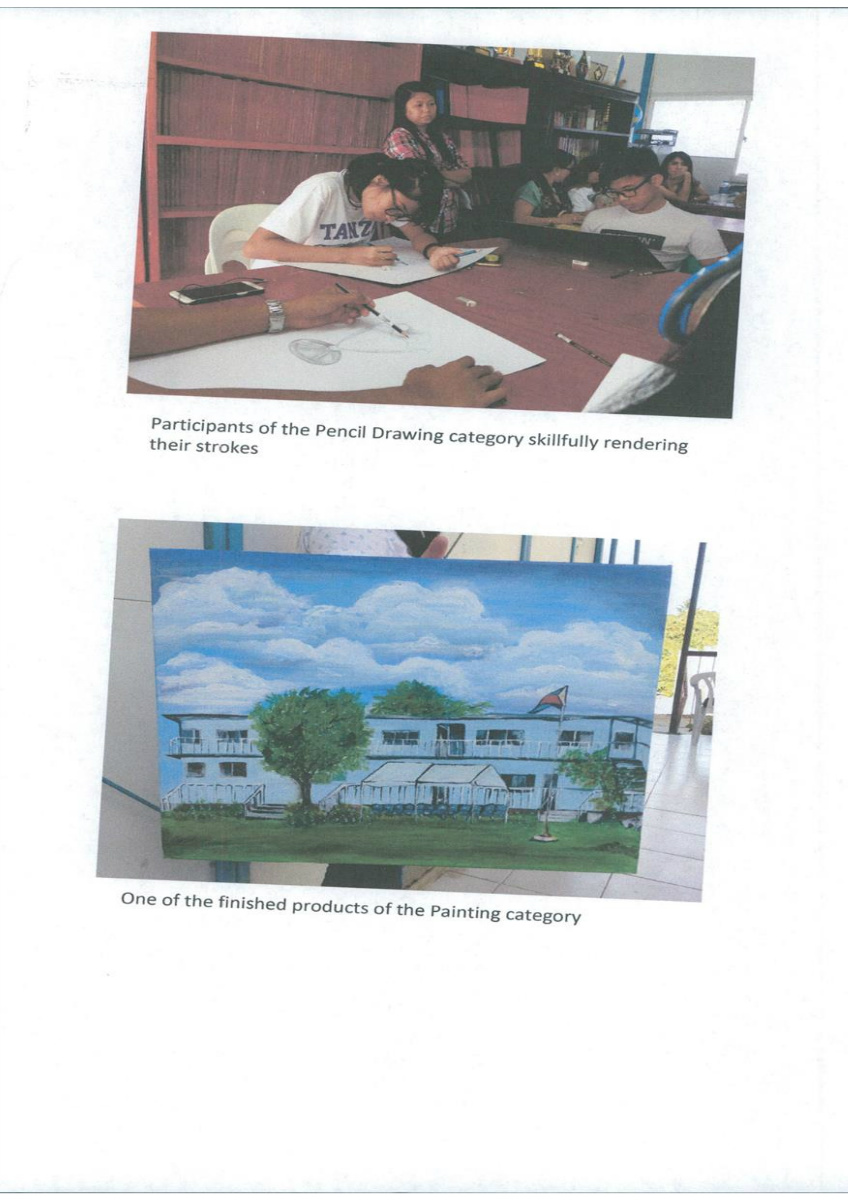 TANZ
Participants of the Pencil Drawing category skillfully rendering
their strokes
One of the finished products of the Painting category